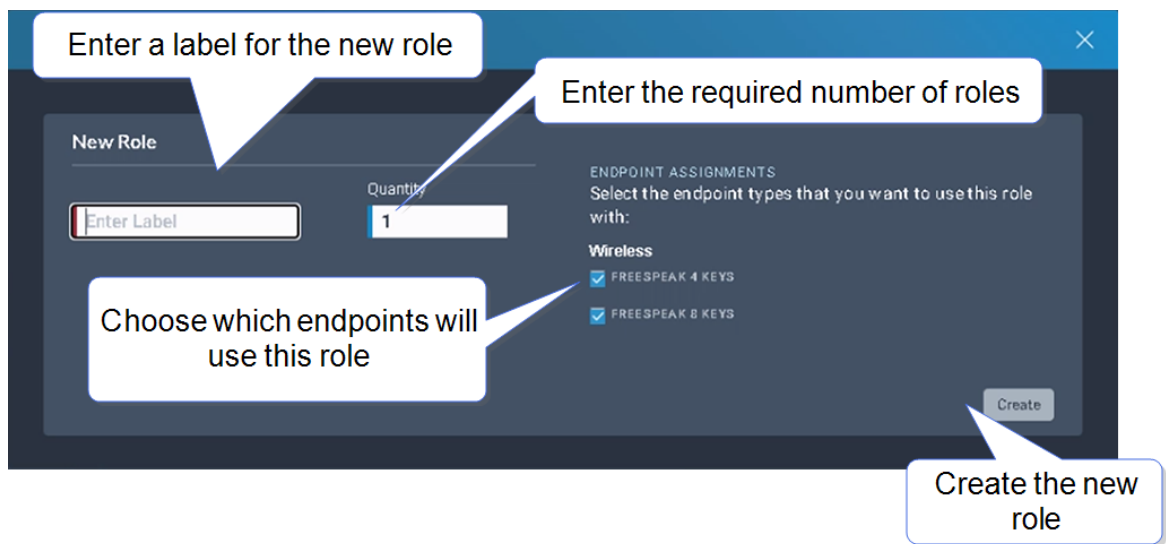 Enter a label for the new role
Enter the required number of roles
New Role
ENDPOINT ASSIGNMENTS
Select the endpoint types that you want to use this role
with:
Quantity
Enter Label
1
Wireless
FREESPEAK 4 KEYS
FREESPEAK 8 KEYS
Choose which endpoints will
use this role
Create
Create the new
role